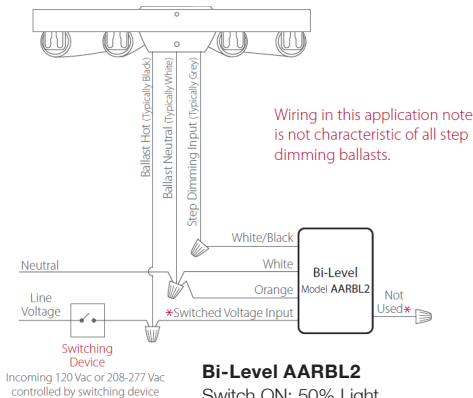 Ballast Hot (Typically Black)
Ballast Neutral (Typically White)
Step Dimming Input (Typically Grey)
Wiring in this application note
is not characteristic of all step
dimming ballasts.
White/Black
Neutral
White
Bi-Level
Model AARBL2
Orange
Not
Used*
Line
Voltage
*Switched Voltage Input
Switching
Device
Incoming 120 Vac or 208-277 Vac
controlled by switching device
Bi-Level AARBL2
Switch ON: 50% Light